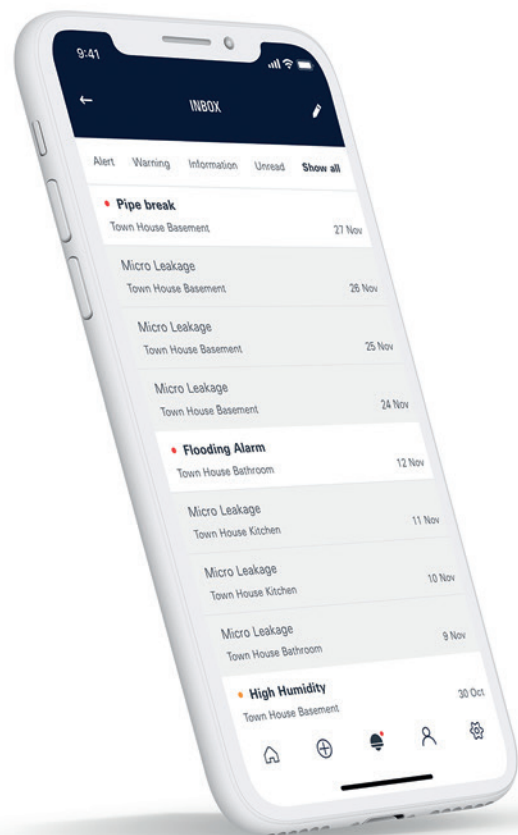 9:41
INBOX
Alert Warning Information Unread Show all
Pipe break
Town House Basement 27 Nov
Micro Leakage
Town House Basement 26 Nov
Micro Leakage
Town House Basement 25 Nov
Micro Leakage
Town House Basement 24 Nov
Flooding Alarm
Town House Bathroom 12 Nov
Micro Leakage
Town House Kitchen 11 Nov
Micro Leakage
Town House Kitchen 10 Nov
Micro Leakage
Town House Bathroom 9 Nov
High Humidity
Town House Basement 30 Oct